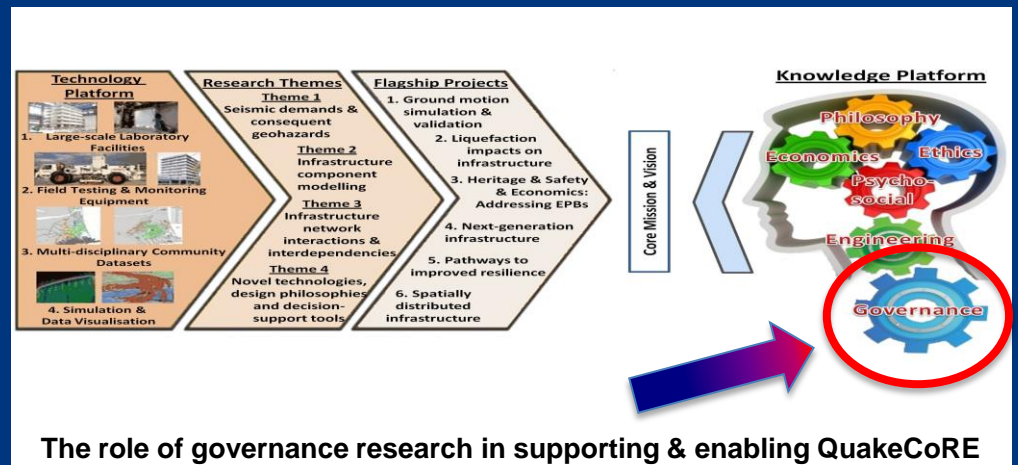 Technology
Platform
1. Large-scale Laboratory
Facilities
2. Field Testing & Monitoring
Equipment
3. Multi-disciplinary Community
Datasets
4. Simulation &
Data Visualisation
Research Themes
Theme 1
Seismic demands &
consequent
geohazards
Theme 2
Infrastructure
component
modelling
Theme 3
Infrastructure
network
interactions &
interdependencies
Theme 4
Novel technologies,
design philosophies
and decision-
support tools
Flagship Projects
1. Ground motion
simulation &
validation
2. Liquefaction
impacts on
infrastructure
3. Heritage & Safety
& Economics:
Addressing EPBs
4. Next-generation
infrastructure
5. Pathways to
improved resilience
6. Spatially
distributed
infrastructure
Core Mission & Vision
Knowledge Platform
Philosophy
Economics
Ethics
Psycho-
social
Engineering
Governance
The role of governance research in supporting & enabling QuakeCoRE